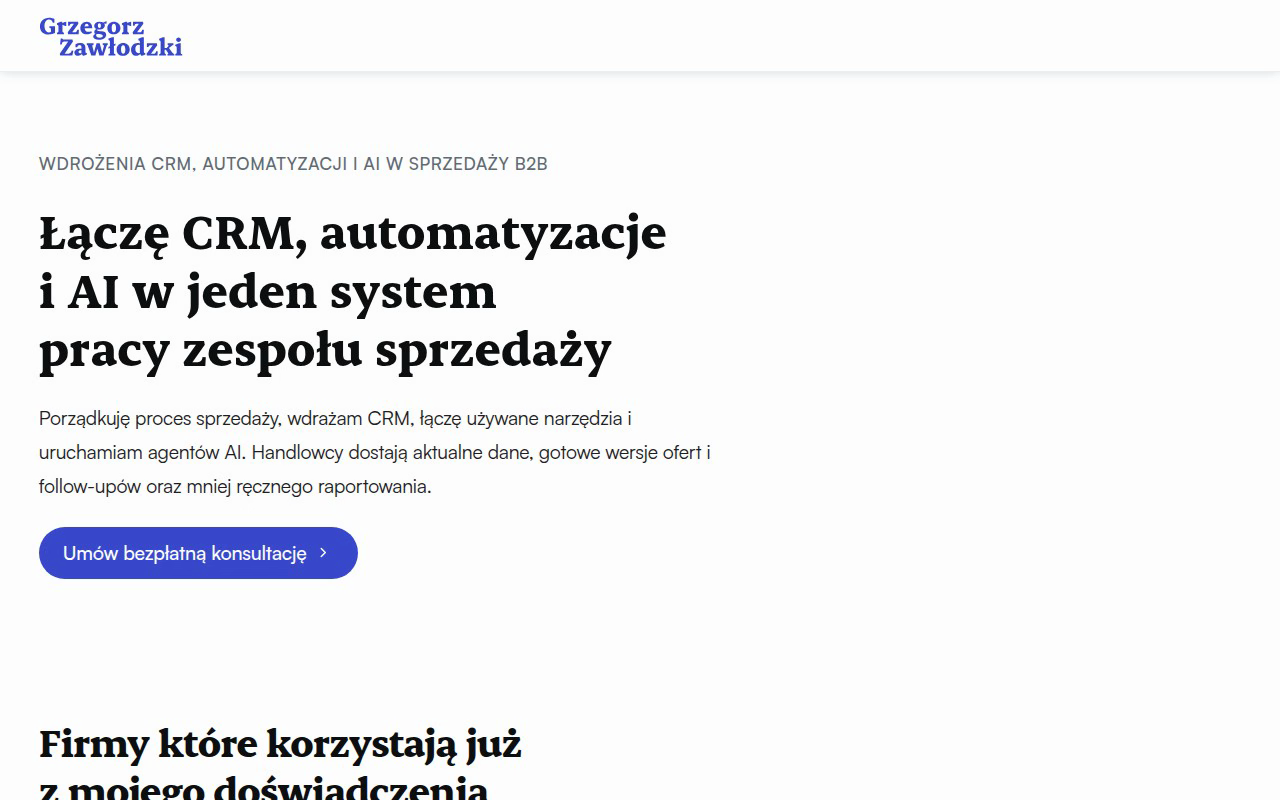 Grzegorz
Zawłodzki
WDROŻENIA CRM, AUTOMATYZACJI I AI W SPRZEDAŻY B2B
Łączę CRM, automatyzacje
i AI w jeden system
pracy zespołu sprzedaży
Porządkuję proces sprzedaży, wdrażam CRM, łączę używane narzędzia i
uruchamiam agentów AI. Handlowcy dostają aktualne dane, gotowe wersje ofert i
follow-upów oraz mniej ręcznego raportowania.
Umów bezpłatną konsultację
Firmy które korzystają już
z mojego doświadczenia